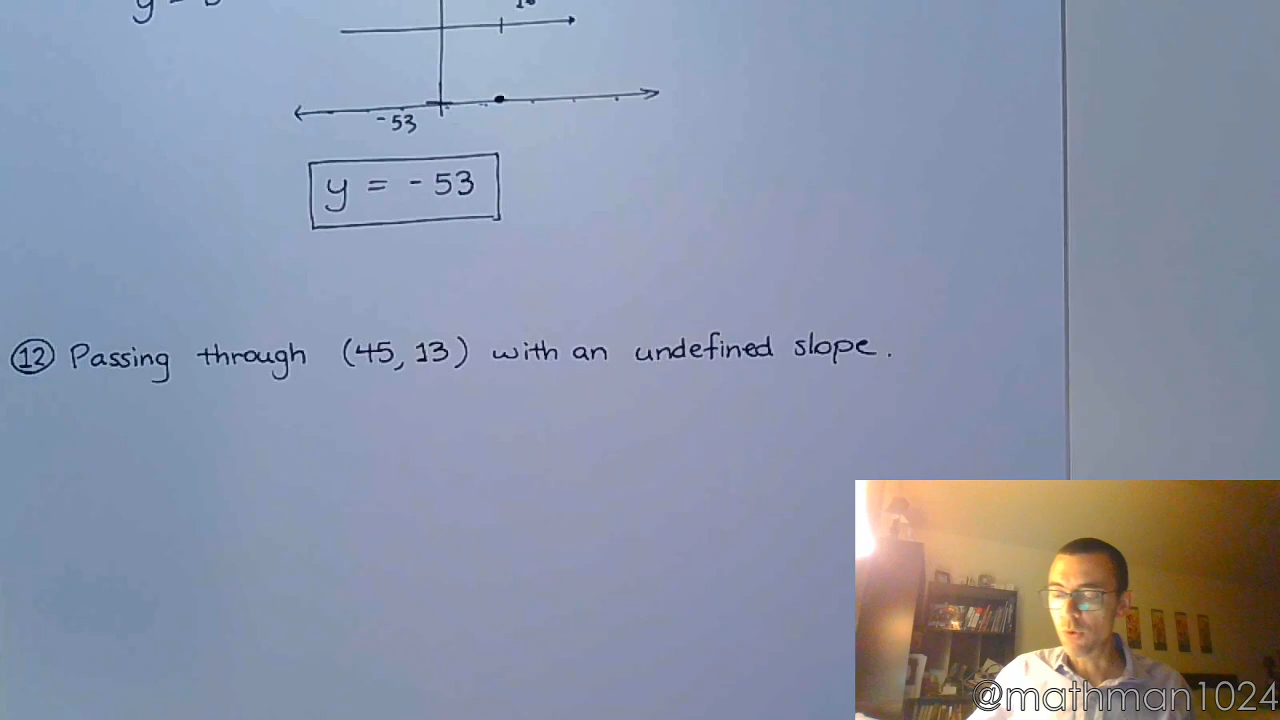 -53
y = - 53
12 Passing through (45, 13) with an undefined slope.
@mathman1024